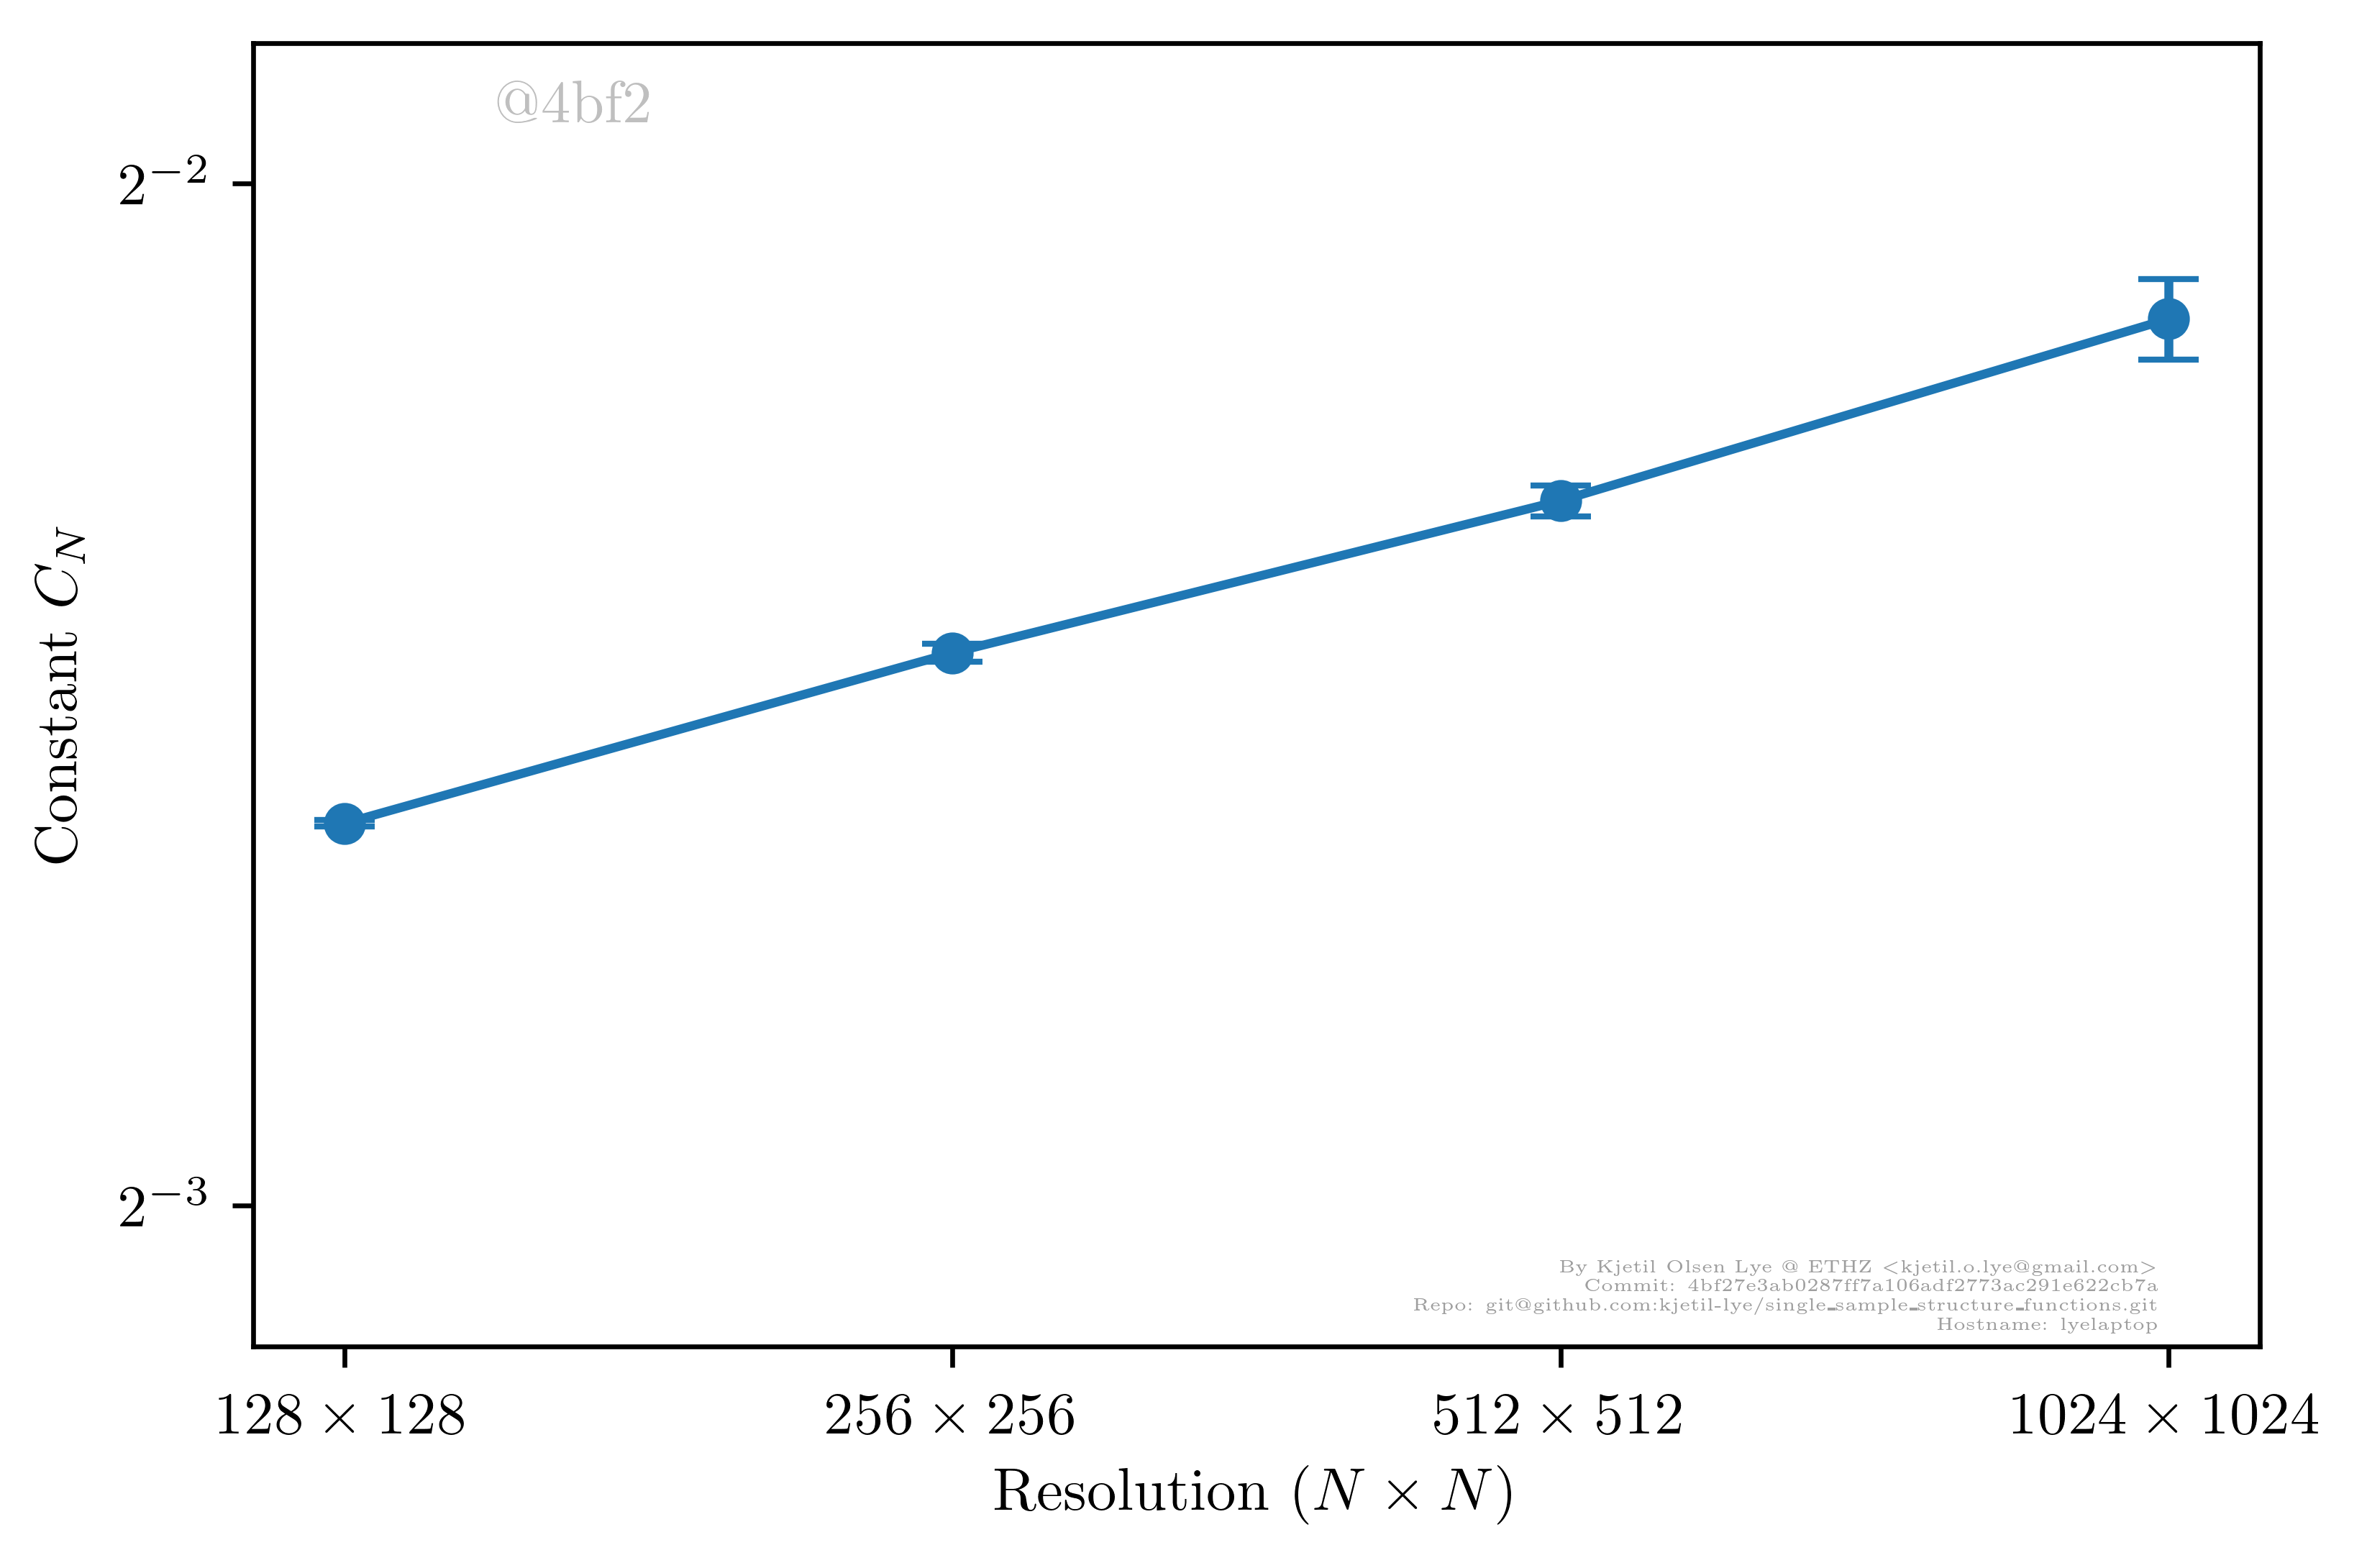 @4bf2
2⁻²
Constant C_N
2⁻³
By Kjetil Olsen Lye @ ETHZ <kjetil.o.lye@gmail.com>
Commit: 4bf27e3ab0287ff7a106adf2773ac291e622cb7a
Repo: git@github.com:kjetil-lye/single_sample_structure_functions.git
Hostname: lyelaptop
128 × 128
256 × 256
512 × 512
1024 × 1024
Resolution (N × N)